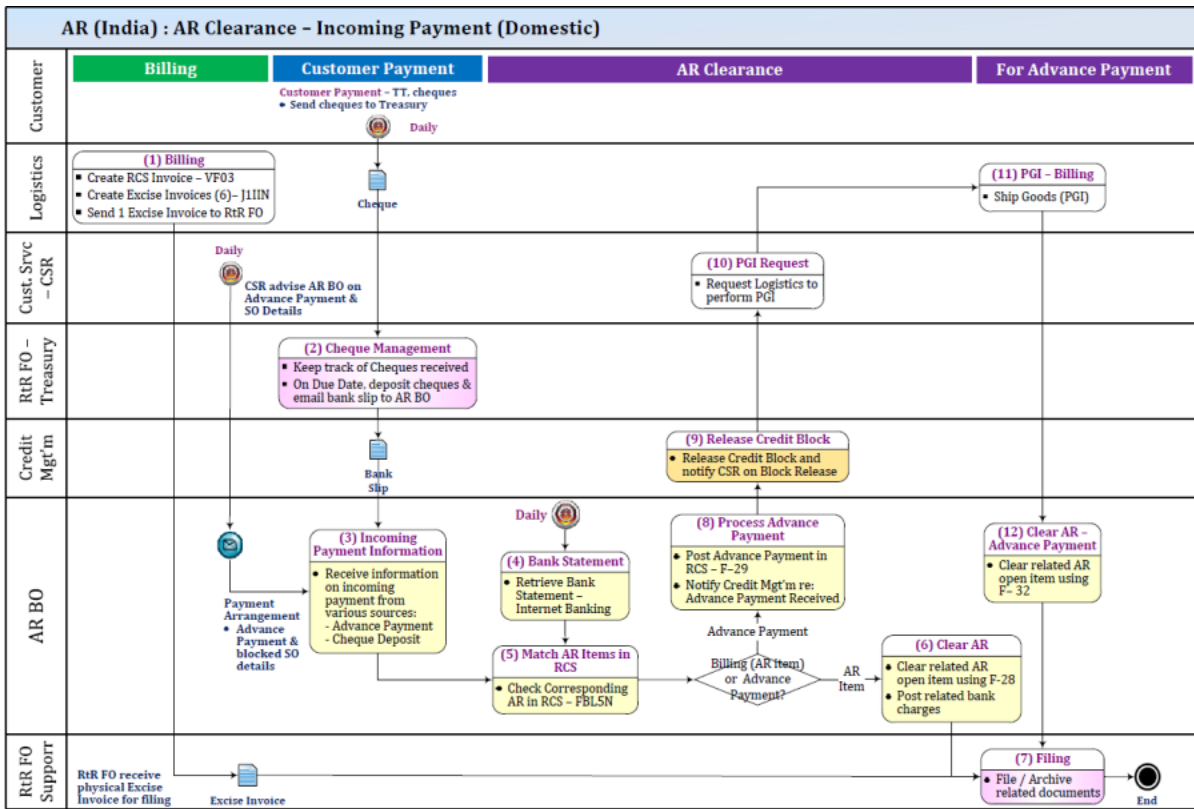 AR (India) : AR Clearance – Incoming Payment (Domestic)
Billing
Customer Payment
AR Clearance
For Advance Payment
Customer
Customer Payment – TT, cheques
Send cheques to Treasury
Daily
Logistics
(1) Billing
Create RCS Invoice – VF03
Create Excise Invoices (6)– J1IIN
Send 1 Excise Invoice to RtR FO
Cheque
(11) PGI – Billing
Ship Goods (PGI)
Cust. Srvc
– CSR
Daily
CSR advise AR BO on
Advance Payment &
SO Details
(10) PGI Request
Request Logistics to
perform PGI
RtR FO –
Treasury
(2) Cheque Management
Keep track of Cheques received
On Due Date, deposit cheques &
email bank slip to AR BO
Credit
Mgt'm
Bank
Slip
(9) Release Credit Block
Release Credit Block and
notify CSR on Block Release
AR BO
Payment
Arrangement
Advance
Payment &
blocked SO
details
(3) Incoming
Payment Information
Receive information
on incoming
payment from
various sources:
- Advance Payment
- Cheque Deposit
Daily
(4) Bank Statement
Retrieve Bank
Statement –
Internet Banking
(5) Match AR Items in
RCS
Check Corresponding
AR in RCS – FBL5N
(8) Process Advance
Payment
Post Advance Payment in
RCS – F–29
Notify Credit Mgt'm re:
Advance Payment Received
Advance Payment
Billing (AR item)
or Advance
Payment?
AR
Item
(6) Clear AR
Clear related AR
open item using F-28
Post related bank
charges
(12) Clear AR –
Advance Payment
Clear related AR
open item using
F– 32
RtR FO
Support
RtR FO receive
physical Excise
Invoice for filing
Excise Invoice
(7) Filing
File / Archive
related documents
End